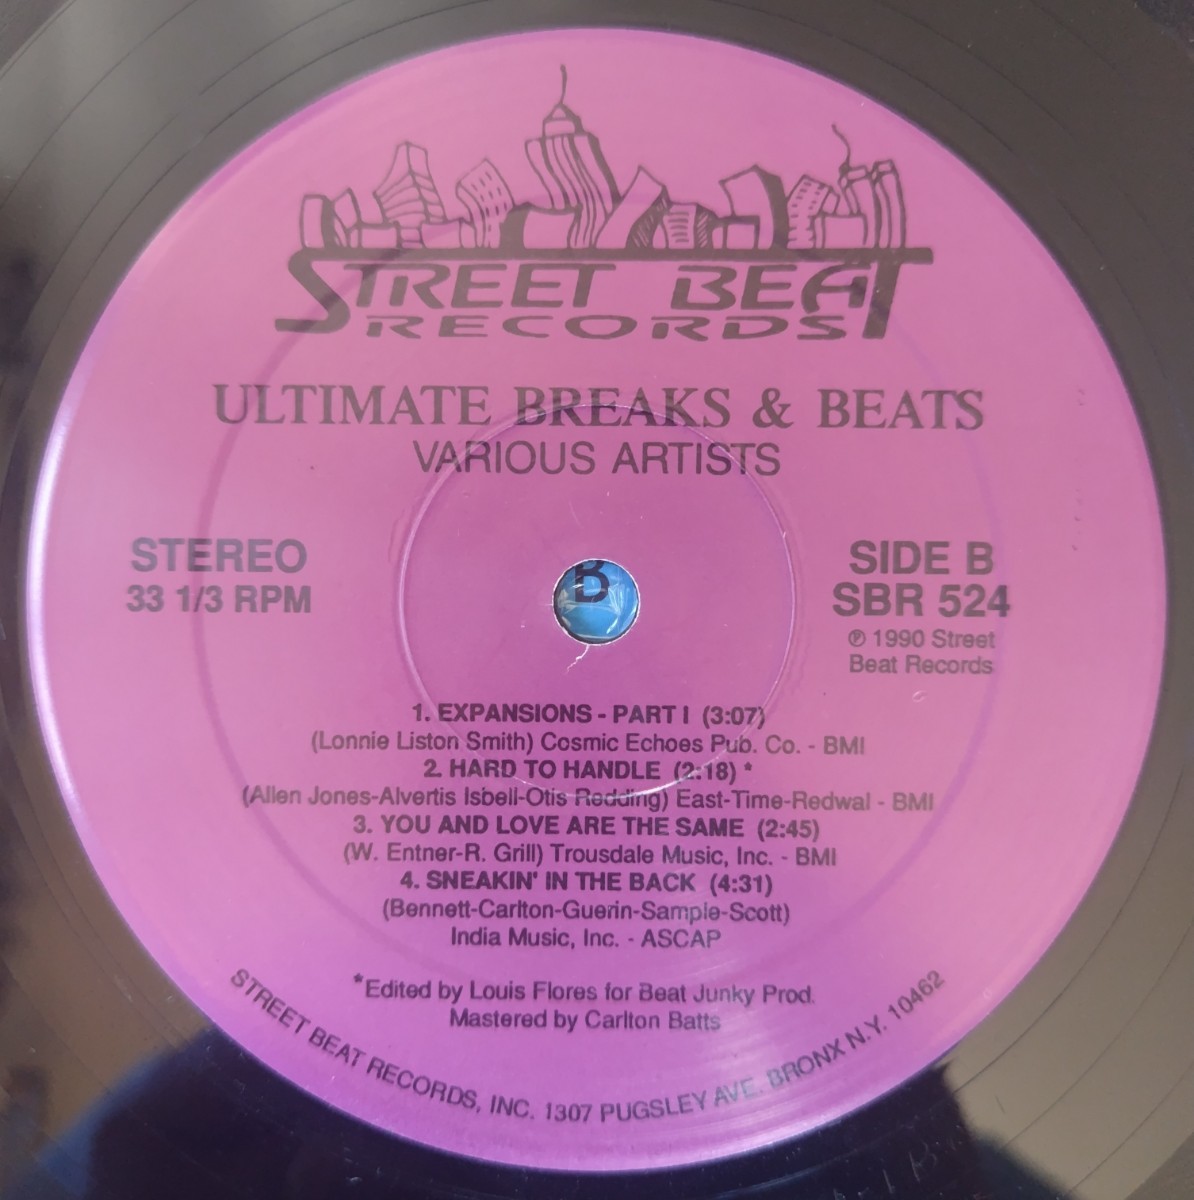 STREET BEAT
RECORDS
ULTIMATE BREAKS & BEATS
VARIOUS ARTISTS
STEREO
33 1/3 RPM
B
SIDE B
SBR 524
℗ 1990 Street
Beat Records
1. EXPANSIONS - PART I (3:07)
(Lonnie Liston Smith) Cosmic Echoes Pub. Co. - BMI
2. HARD TO HANDLE (2:18) *
(Allen Jones-Alvertis Isbell-Otis Redding) East-Time-Redwal - BMI
3. YOU AND LOVE ARE THE SAME (2:45)
(W. Entner-R. Grill) Trousdale Music, Inc. - BMI
4. SNEAKIN' IN THE BACK (4:31)
(Bennett-Carlton-Guerin-Sample-Scott)
India Music, Inc. - ASCAP
*Edited by Louis Flores for Beat Junky Prod.
Mastered by Carlton Batts
STREET BEAT RECORDS, INC. 1307 PUGSLEY AVE. BRONX N.Y. 10462